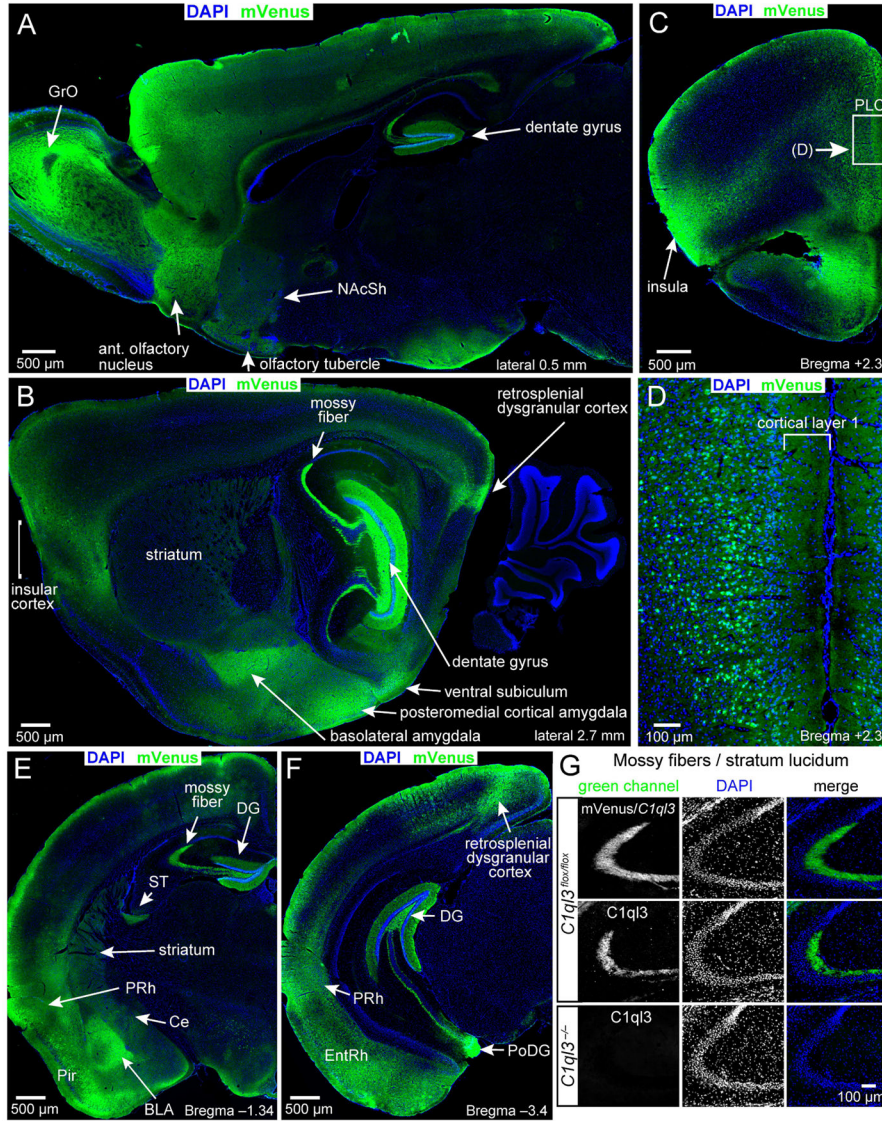 A
DAPI mVenus
GrO
dentate gyrus
NAcSh
ant. olfactory
nucleus
olfactory tubercle
500 µm
lateral 0.5 mm
C
DAPI mVenus
PLC
(D)
insula
500 µm
Bregma +2.3
B
DAPI mVenus
mossy
fiber
retrosplenial
dysgranular cortex
striatum
insular
cortex
dentate gyrus
ventral subiculum
posteromedial cortical amygdala
basolateral amygdala
500 µm
lateral 2.7 mm
D
DAPI mVenus
cortical layer 1
100 µm
Bregma +2.3
E
DAPI mVenus
mossy
fiber
DG
ST
striatum
PRh
Ce
Pir
BLA
500 µm
Bregma –1.34
F
DAPI mVenus
retrosplenial
dysgranular
cortex
DG
PRh
EntRh
PoDG
500 µm
Bregma –3.4
G
Mossy fibers / stratum lucidum
green channel
DAPI
merge
C1ql3flox/flox
mVenus/C1ql3
C1ql3
C1ql3–/–
C1ql3
100 µm